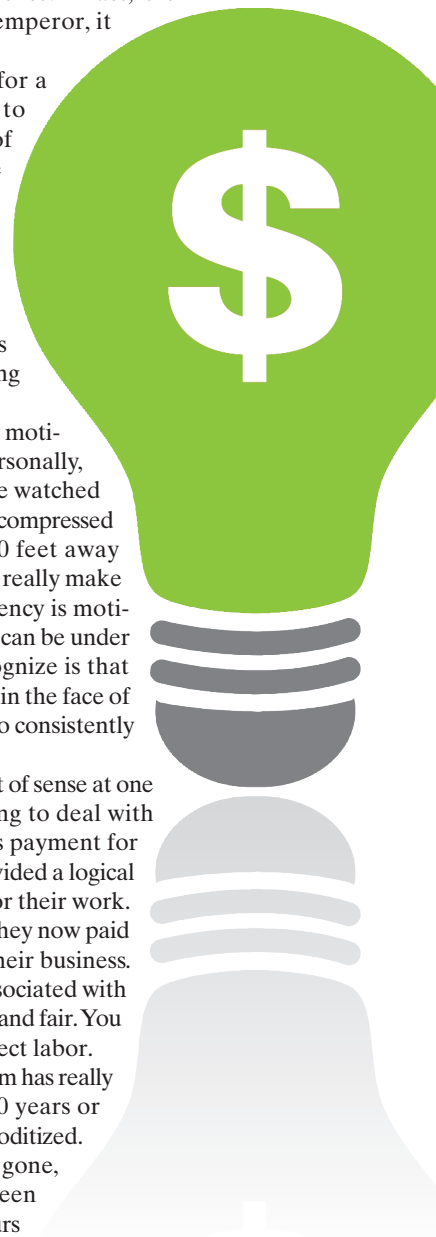 emperor, it
for a
to
of
$
s
ng
moti-
ersonally,
e watched
compressed
0 feet away
really make
ency is moti-
can be under
ognize is that
in the face of
o consistently
t of sense at one
ng to deal with
s payment for
vided a logical
or their work.
hey now paid
heir business.
sociated with
and fair. You
ect labor.
m has really
0 years or
oditized.
gone,
een
urs